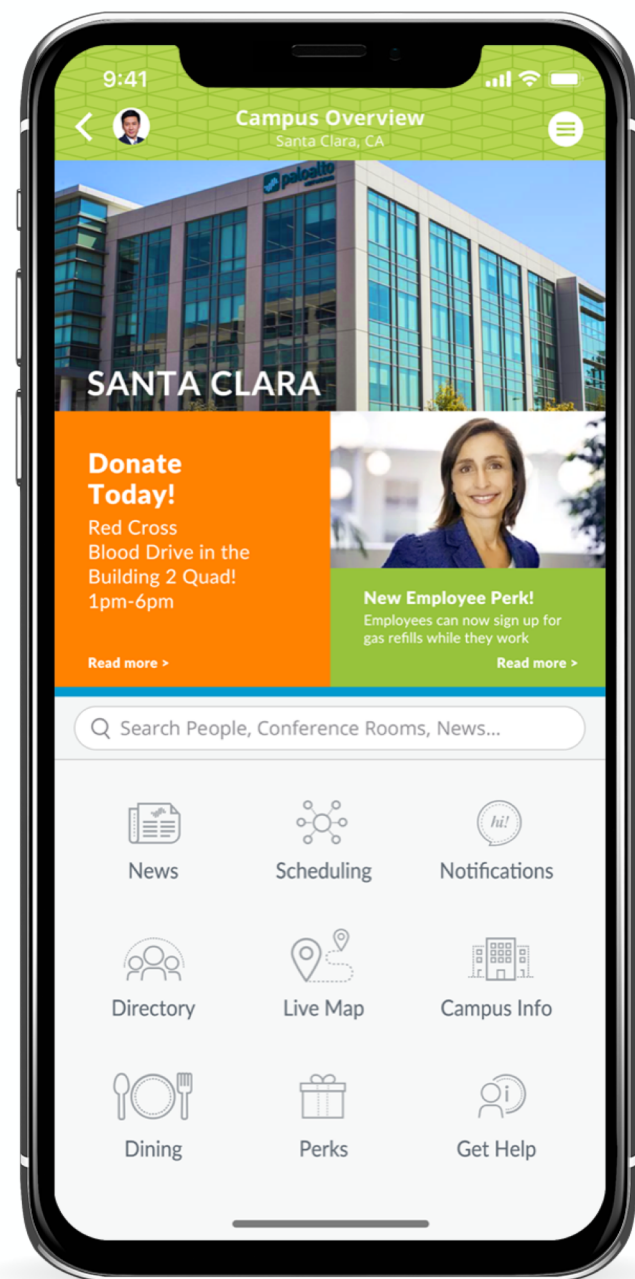 9:41
Campus Overview
Santa Clara, CA
paloalto
SANTA CLARA
Donate
Today!
Red Cross
Blood Drive in the
Building 2 Quad!
1pm-6pm
Read more >
New Employee Perk!
Employees can now sign up for
gas refills while they work
Read more >
Search People, Conference Rooms, News...
News
Scheduling
hi!
Notifications
Directory
Live Map
Campus Info
Dining
Perks
i
Get Help